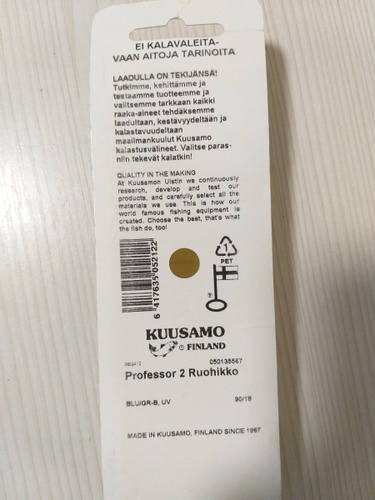 EI KALAVALEITA-
VAAN AITOJA TARINOITA
LAADULLA ON TEKIJÄNSÄ!
Tutkimme, kehittämme ja
testaamme tuotteemme ja
valitsemme tarkkaan kaikki
raaka-aineet tehdäksemme
laadultaan, kestävyydeltään ja
kalastavuudeltaan
maailmankuulut Kuusamo
kalastusvälineet. Valitse paras-
niin tekevät kalatkin!
QUALITY IN THE MAKING
At Kuusamon Uistin we continuously
research, develop and test our
products, and carefully select all the
materials we use. This is how our
world famous fishing equipment is
created. Choose the best, that's what
the fish do, too!
6 417635 052122
1
PET
®
KUUSAMO
® FINLAND
050135567
Professor 2 Ruohikko
BLU/GR-B, UV 90/18
MADE IN KUUSAMO, FINLAND SINCE 1967